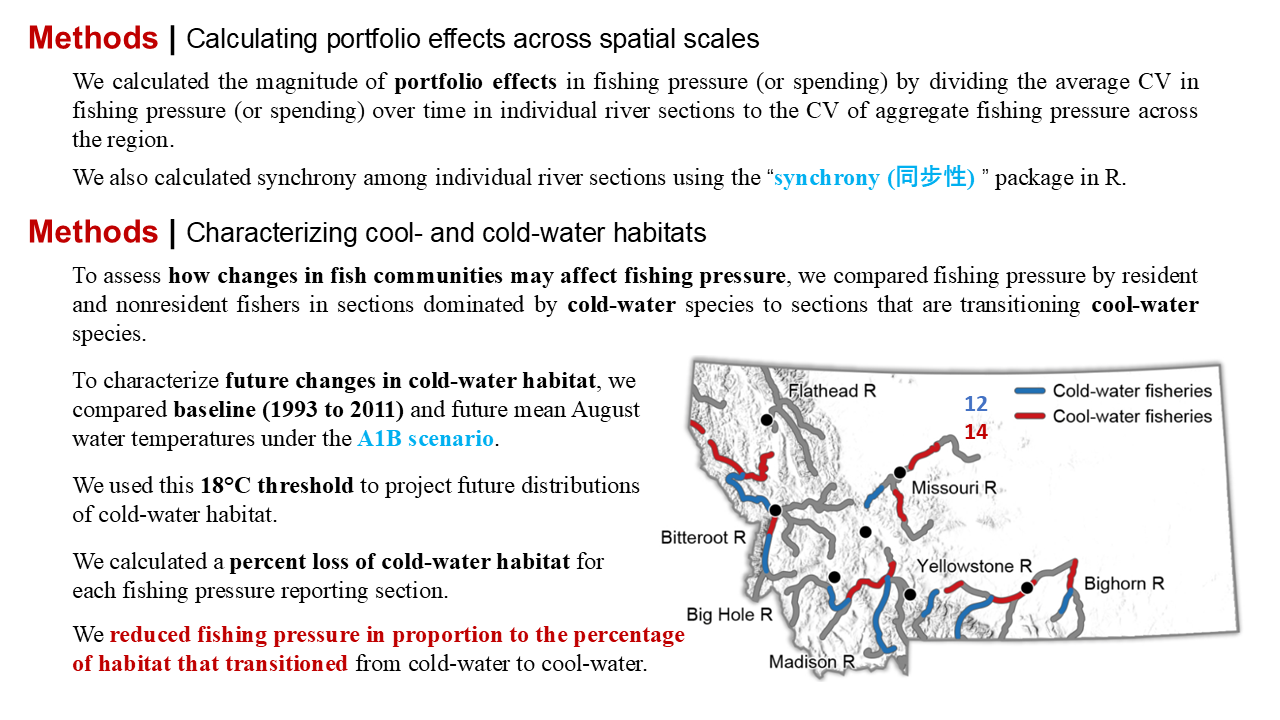 Methods | Calculating portfolio effects across spatial scales
We calculated the magnitude of portfolio effects in fishing pressure (or spending) by dividing the average CV in
fishing pressure (or spending) over time in individual river sections to the CV of aggregate fishing pressure across
the region.
We also calculated synchrony among individual river sections using the “synchrony (同步性) ” package in R.
Methods | Characterizing cool- and cold-water habitats
To assess how changes in fish communities may affect fishing pressure, we compared fishing pressure by resident
and nonresident fishers in sections dominated by cold-water species to sections that are transitioning cool-water
species.
To characterize future changes in cold-water habitat, we
compared baseline (1993 to 2011) and future mean August
water temperatures under the A1B scenario.
We used this 18°C threshold to project future distributions
of cold-water habitat.
We calculated a percent loss of cold-water habitat for
each fishing pressure reporting section.
We reduced fishing pressure in proportion to the percentage
of habitat that transitioned from cold-water to cool-water.
Flathead R
12
Cold-water fisheries
14
Cool-water fisheries
Missouri R
Bitteroot R
Yellowstone R
Bighorn R
Big Hole R
Madison R